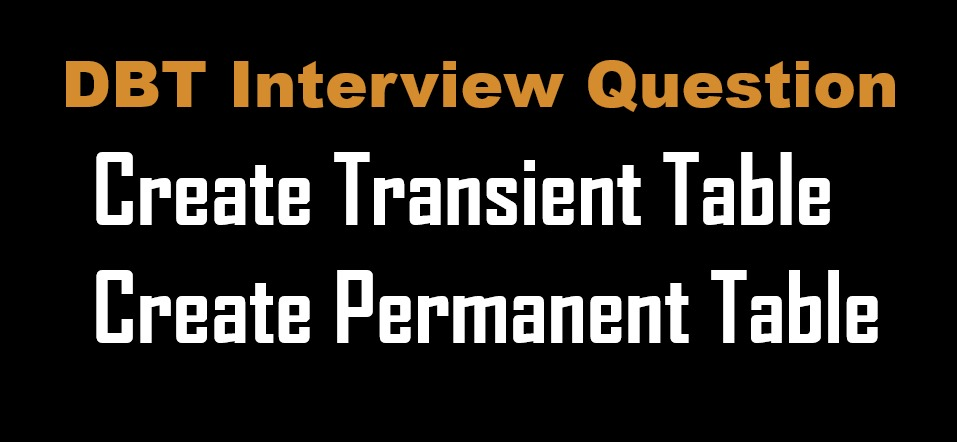 DBT Interview Question
Create Transient Table
Create Permanent Table